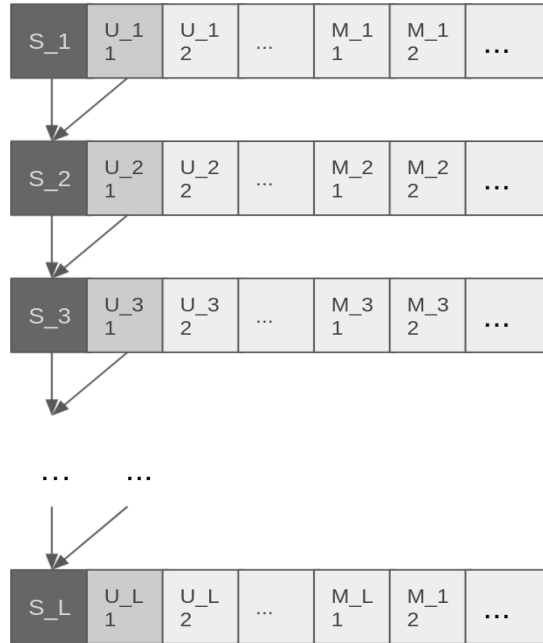 S_1 U_1 1 U_1 2 ... M_1 1 M_1 2 ...
S_2 U_2 1 U_2 2 ... M_2 1 M_2 2 ...
S_3 U_3 1 U_3 2 ... M_3 1 M_3 2 ...
... ...
S_L U_L 1 U_L 2 ... M_L 1 M_1 2 ...